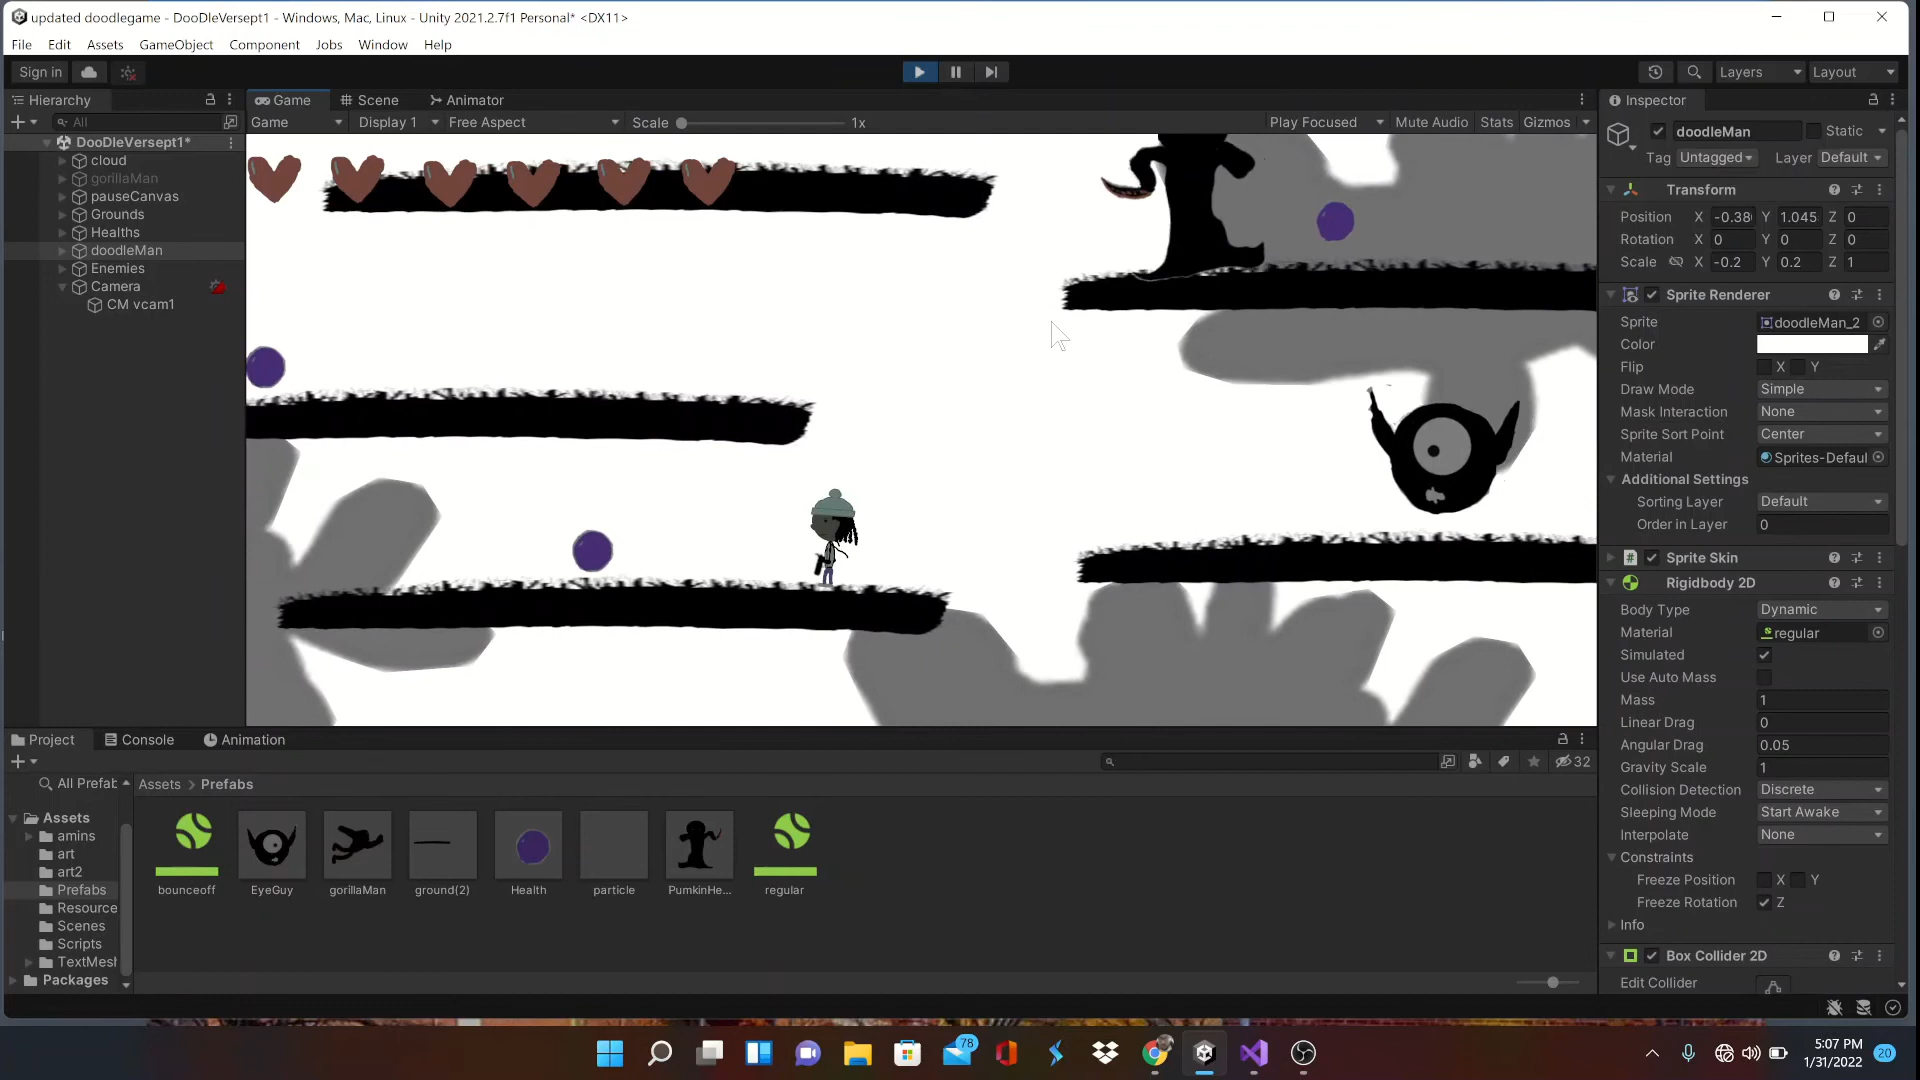 updated doodlegame - DooDleVersept1 - Windows, Mac, Linux - Unity 2021.2.7f1 Personal* <DX11>
File Edit Assets GameObject Component Jobs Window Help
Sign in Layers Layout
Hierarchy
All
DooDleVersept1*
cloud
gorillaMan
pauseCanvas
Grounds
Healths
doodleMan
Enemies
Camera
CM vcam1
Game Scene Animator
Game Display 1 Free Aspect Scale 1x Play Focused Mute Audio Stats Gizmos
Inspector
doodleMan Static
Tag Untagged Layer Default
Transform
Position X -0.38 Y 1.045 Z 0
Rotation X 0 Y 0 Z 0
Scale X -0.2 Y 0.2 Z 1
Sprite Renderer
Sprite doodleMan_2
Color
Flip X Y
Draw Mode Simple
Mask Interaction None
Sprite Sort Point Center
Material Sprites-Defaul
Additional Settings
Sorting Layer Default
Order in Layer 0
Sprite Skin
Rigidbody 2D
Body Type Dynamic
Material regular
Simulated
Use Auto Mass
Mass 1
Linear Drag 0
Angular Drag 0.05
Gravity Scale 1
Collision Detection Discrete
Sleeping Mode Start Awake
Interpolate None
Constraints
Freeze Position X Y
Freeze Rotation Z
Info
Box Collider 2D
Edit Collider
Project Console Animation
32
All Prefab
Assets
amins
art
art2
Prefabs
Resource
Scenes
Scripts
TextMesh
Packages
Assets > Prefabs
bounceoff EyeGuy gorillaMan ground(2) Health particle PumkinHe... regular
78
5:07 PM
1/31/2022
20